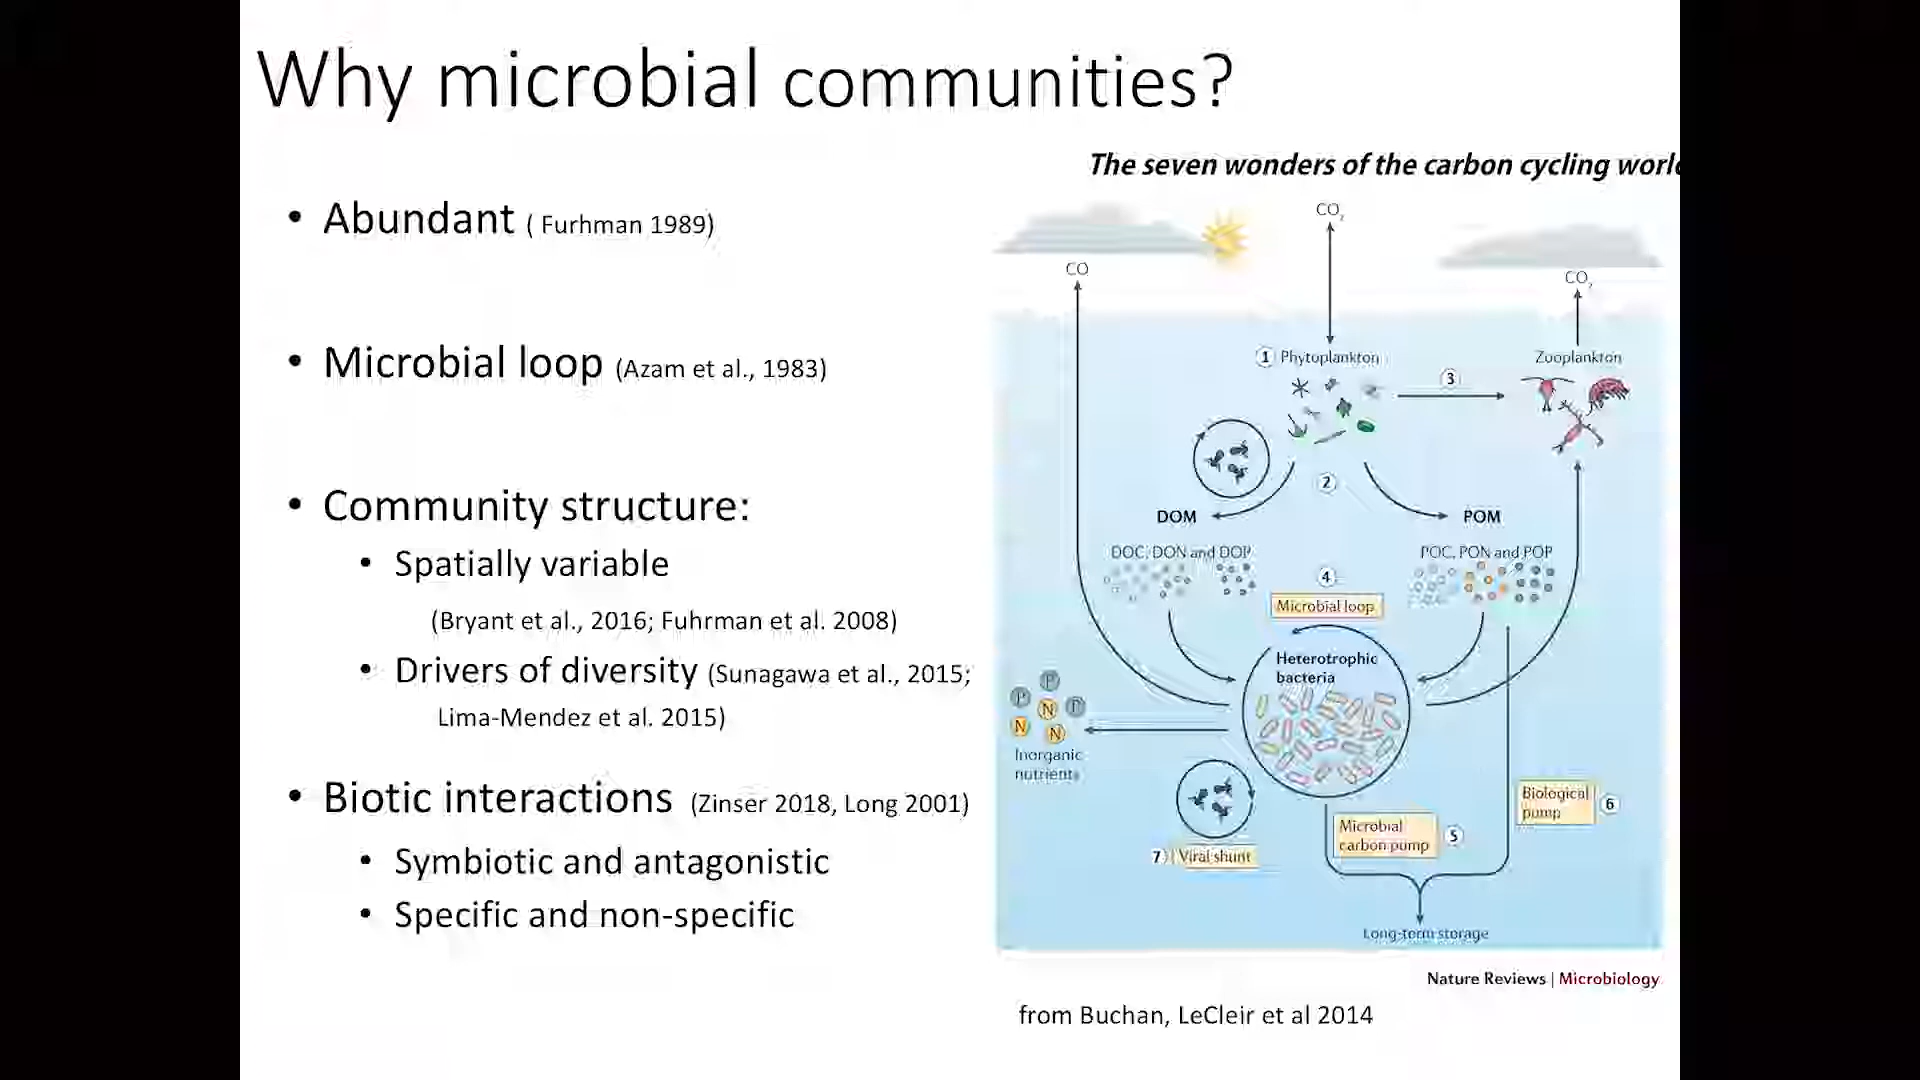 Why microbial communities?
• Abundant ( Furhman 1989)
• Microbial loop (Azam et al., 1983)
• Community structure:
• Spatially variable
(Bryant et al., 2016; Fuhrman et al. 2008)
• Drivers of diversity (Sunagawa et al., 2015;
Lima-Mendez et al. 2015)
• Biotic interactions (Zinser 2018, Long 2001)
• Symbiotic and antagonistic
• Specific and non-specific
The seven wonders of the carbon cycling worl
CO₂
CO
CO₂
1 Phytoplankton
3
Zooplankton
2
DOM
POM
DOC, DON and DOP
POC, PON and POP
4
Microbial loop
Heterotrophic
bacteria
P
P
P
N
N
N
Inorganic
nutrients
Biological
pump
6
Microbial
carbon pump
5
7 Viral shunt
Long-term storage
Nature Reviews | Microbiology
from Buchan, LeCleir et al 2014